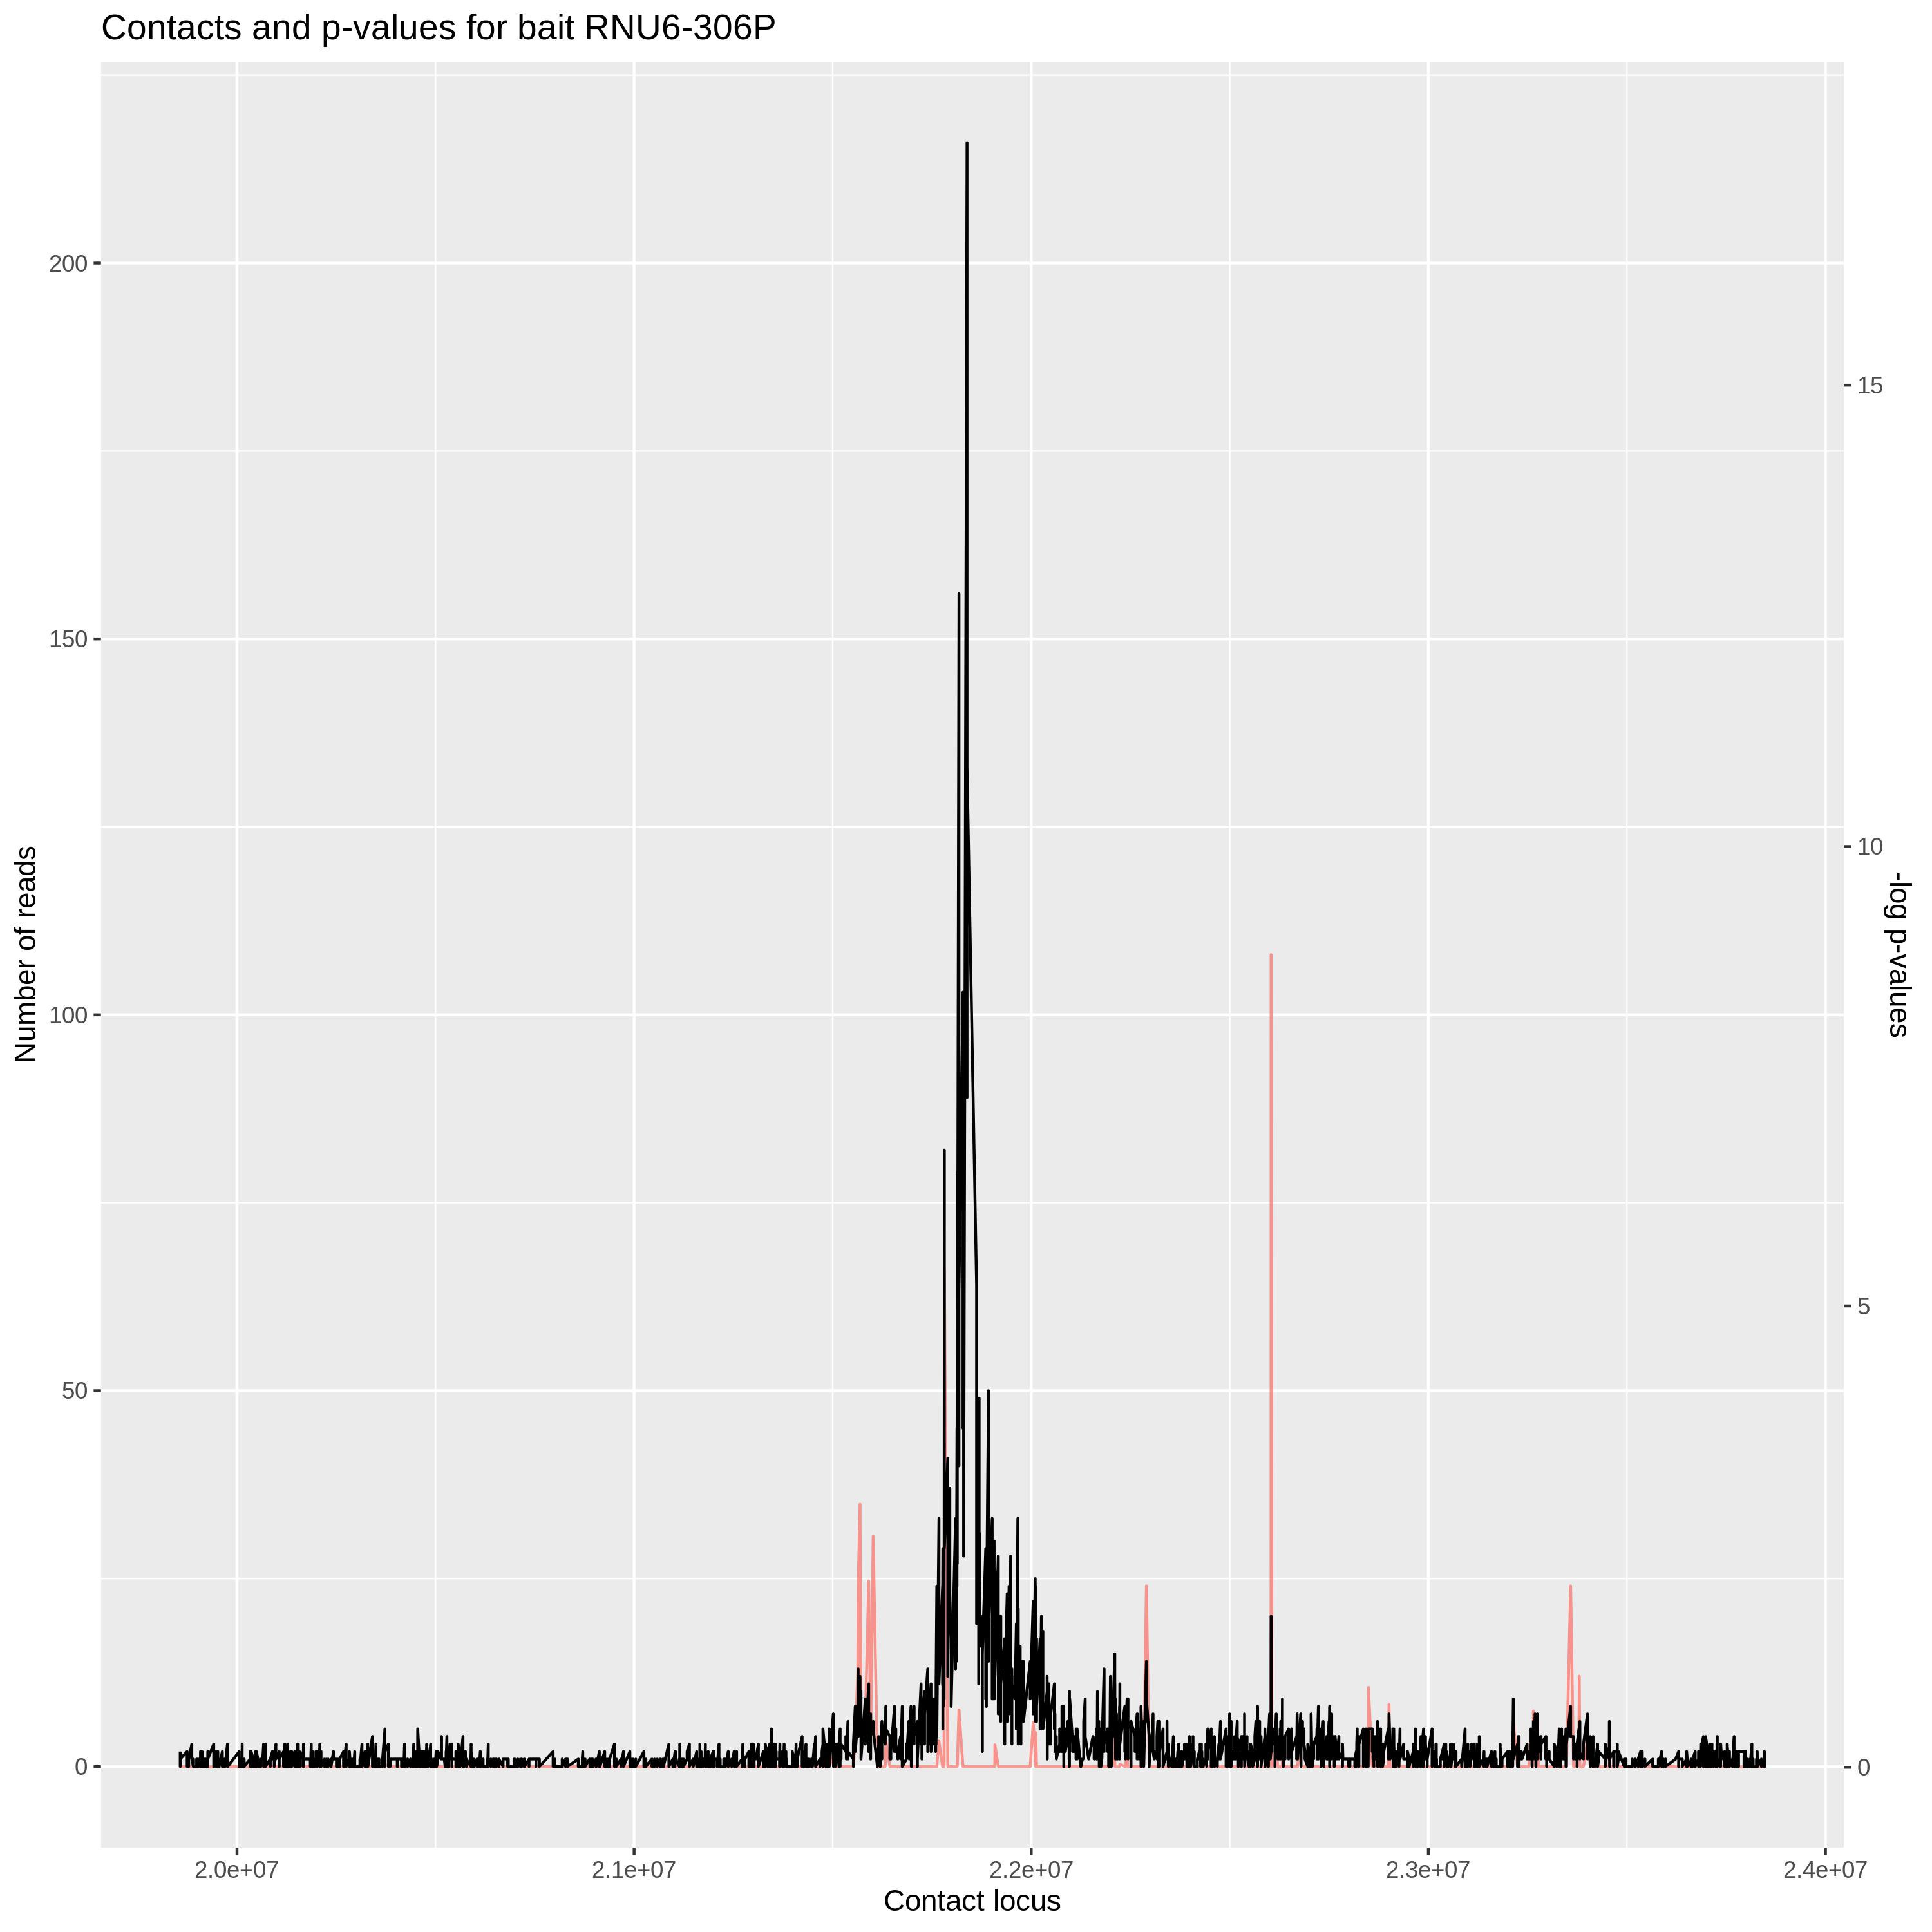 Contacts and p-values for bait RNU6-306P
200
150
100
50
0
Number of reads
15
10
5
0
-log p-values
2.0e+07
2.1e+07
2.2e+07
2.3e+07
2.4e+07
Contact locus